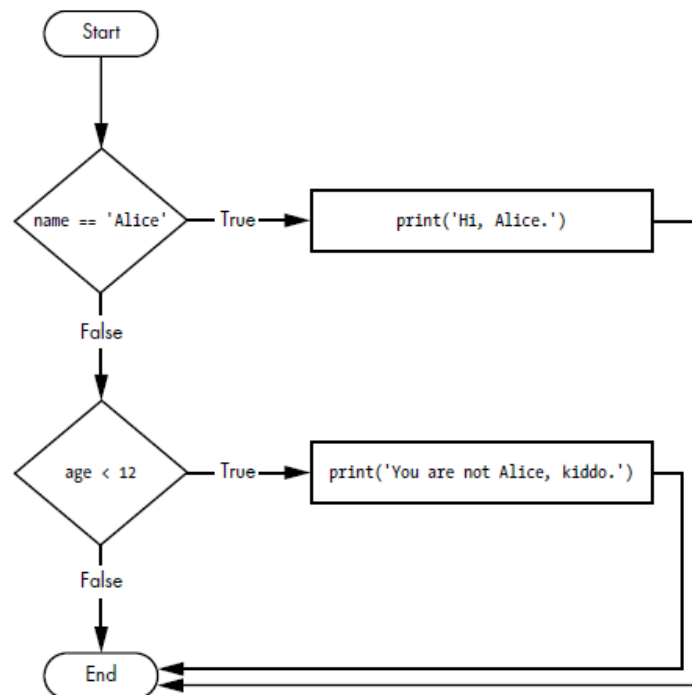 Start
name == 'Alice'
True
print('Hi, Alice.')
False
age < 12
True
print('You are not Alice, kiddo.')
False
End